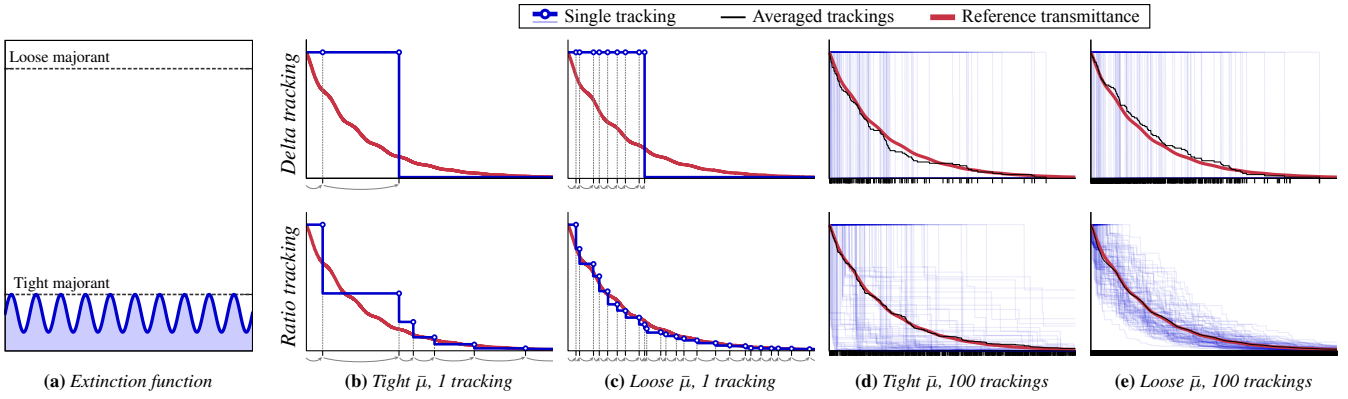 Single tracking Averaged trackings Reference transmittance
Loose majorant
Tight majorant
Delta tracking
Ratio tracking
(a) Extinction function (b) Tight μ̄, 1 tracking (c) Loose μ̄, 1 tracking (d) Tight μ̄, 100 trackings (e) Loose μ̄, 100 trackings